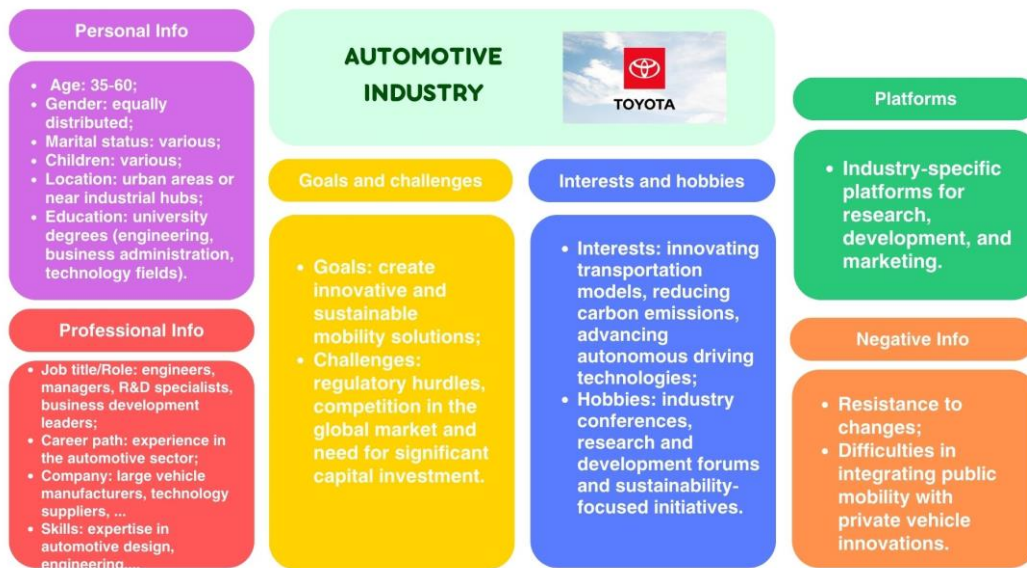 Personal Info
Age: 35-60;
Gender: equally
distributed;
Marital status: various;
Children: various;
Location: urban areas or
near industrial hubs;
Education: university
degrees (engineering,
business administration,
technology fields).
Professional Info
Job title/Role: engineers,
managers, R&D specialists,
business development
leaders;
Career path: experience in
the automotive sector;
Company: large vehicle
manufacturers, technology
suppliers, ...
Skills: expertise in
automotive design,
engineering,...
AUTOMOTIVE
INDUSTRY
TOYOTA
Goals and challenges
Goals: create
innovative and
sustainable
mobility solutions;
Challenges:
regulatory hurdles,
competition in the
global market and
need for significant
capital investment.
Interests and hobbies
Interests: innovating
transportation
models, reducing
carbon emissions,
advancing
autonomous driving
technologies;
Hobbies: industry
conferences,
research and
development forums
and sustainability-
focused initiatives.
Platforms
Industry-specific
platforms for
research,
development, and
marketing.
Negative Info
Resistance to
changes;
Difficulties in
integrating public
mobility with
private vehicle
innovations.